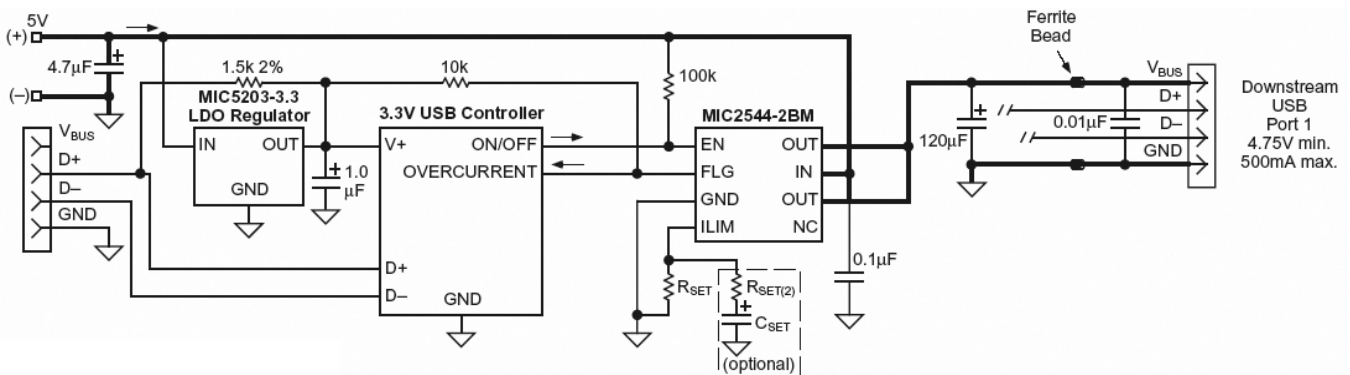 5V
(+)
4.7µF
(–)
1.5k 2%
10k
100k
MIC5203-3.3
LDO Regulator
IN
OUT
GND
1.0
µF
VBUS
D+
D–
GND
3.3V USB Controller
V+
ON/OFF
OVERCURRENT
D+
D–
GND
MIC2544-2BM
EN
OUT
FLG
IN
GND
OUT
ILIM
NC
RSET
RSET(2)
CSET
(optional)
0.1µF
120µF
Ferrite
Bead
0.01µF
VBUS
D+
D–
GND
Downstream
USB
Port 1
4.75V min.
500mA max.